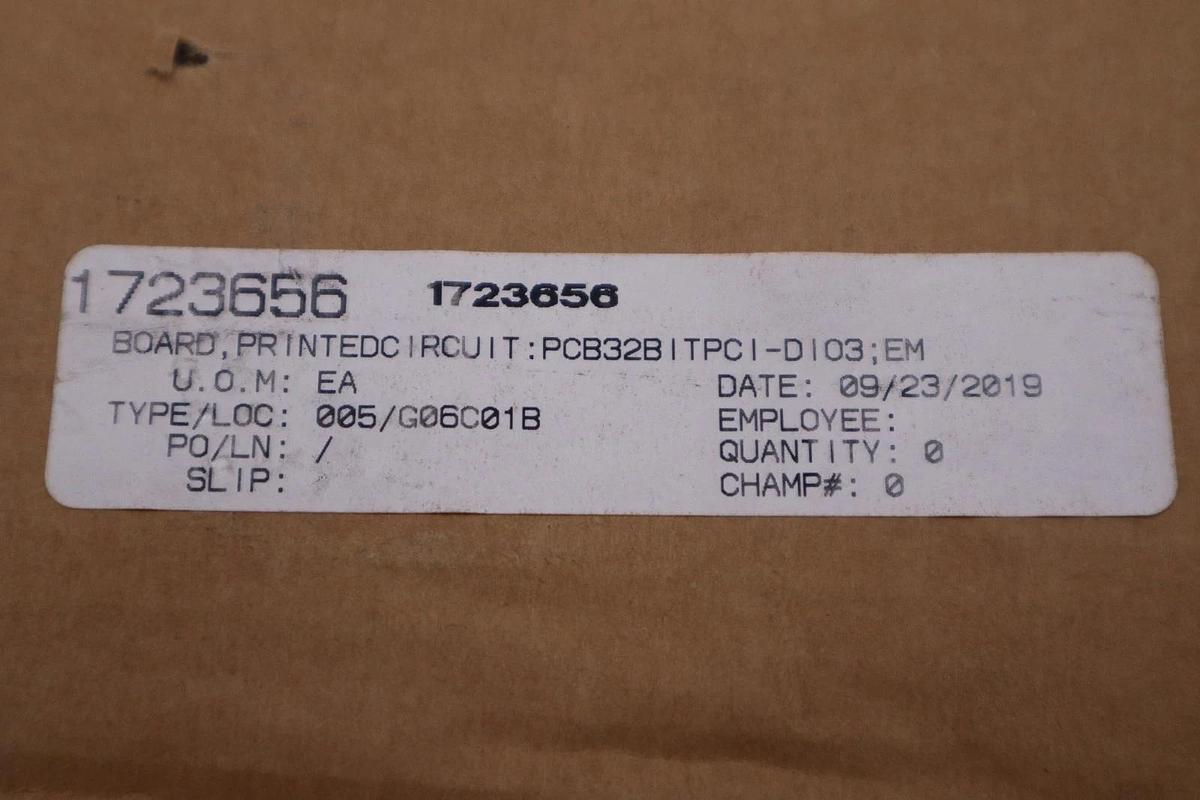 1723656 1723656
BOARD,PRINTEDCIRCUIT:PCB32BITPCI-DIO3;EM
U.O.M: EA DATE: 09/23/2019
TYPE/LOC: 005/G06C01B EMPLOYEE:
PO/LN: / QUANTITY: 0
SLIP: CHAMP#: 0